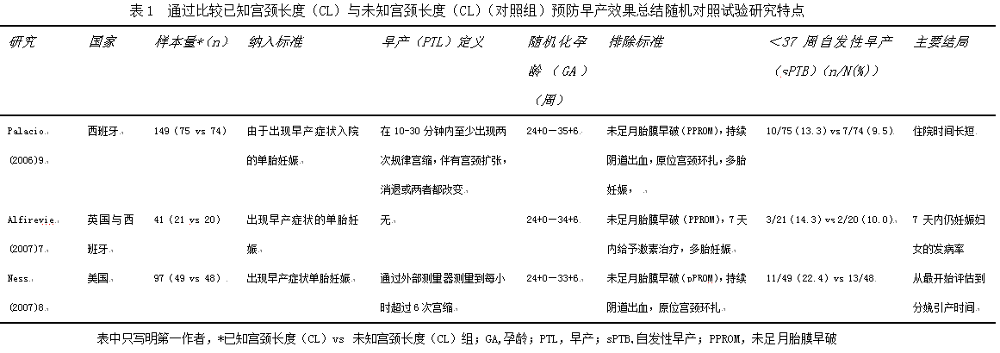 表1 通过比较已知宫颈长度（CL）与未知宫颈长度（CL）（对照组）预防早产效果总结随机对照试验研究特点
研究 国家 样本量*(n) 纳入标准 早产（PTL）定义 随机化孕 排除标准 ＜37 周自发性早产 主要结局
龄（GA） （sPTB）(n/N(%))
（周）
Palacio 西班牙 149（75 vs 74） 由于出现早产症状入院 在10-30分钟内至少出现两 24+0—35+6 未足月胎膜早破(PPROM)，持续 10/75(13.3) vs 7/74(9.5) 住院时间长短
(2006)9 的单胎妊娠 次规律宫缩，伴有宫颈扩张， 阴道出血，原位宫颈环扎，多胎
消退或两者都改变 妊娠，
Alfirevie 英国与西 41（21 vs 20） 出现早产症状的单胎妊 无 24+0—34+6 未足月胎膜早破(PPROM)，7天 3/21(14.3) vs 2/20(10.0) 7 天内仍妊娠妇
(2007)7 班牙 娠 内给予激素治疗，多胎妊娠 女的发病率
Ness 美国 97（49 vs 48） 出现早产症状单胎妊娠 通过外部测量器测量到每小 24+0—33+6 未足月胎膜早破(pPROM)，持续 11/49(22.4) vs 13/48 从最开始评估到
(2007)8 时超过6次宫缩 阴道出血，原位宫颈环扎 分娩引产时间
表中只写明第一作者，*已知宫颈长度（CL）vs 未知宫颈长度（CL）组；GA,孕龄；PTL，早产；sPTB,自发性早产；PPROM，未足月胎膜早破